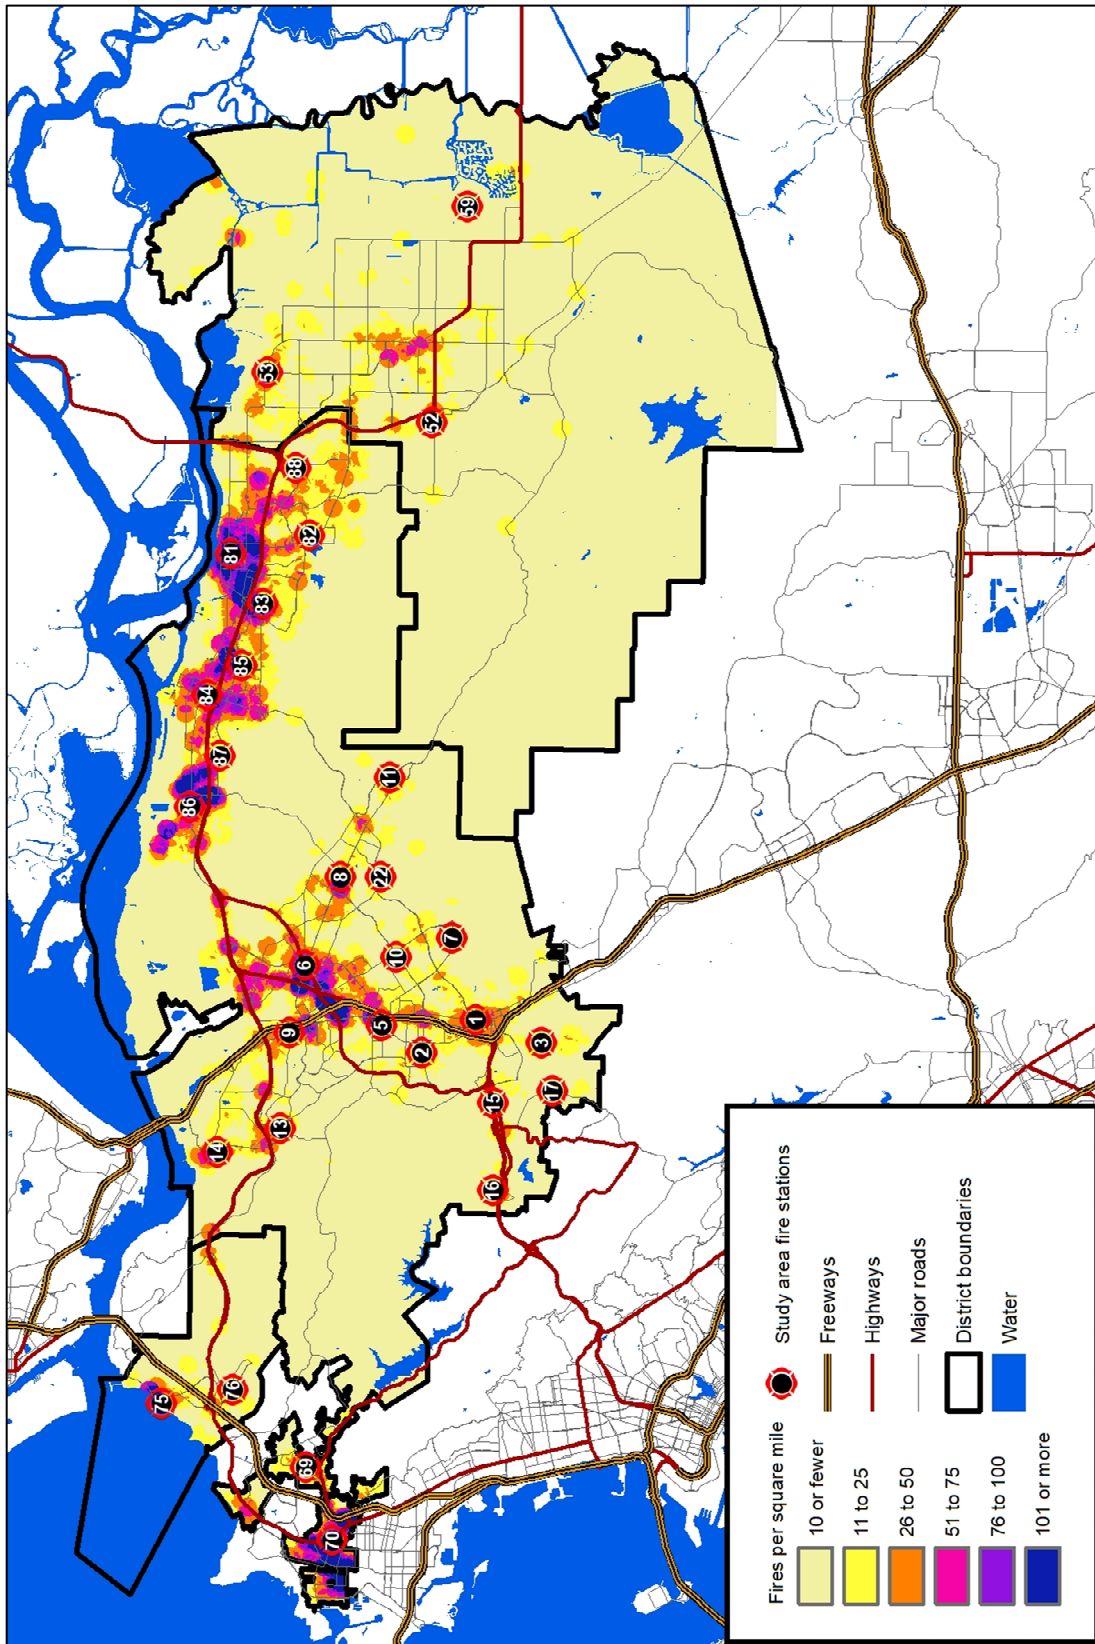 75
76
69
70
14
13
16
15
17
3
2
1
5
9
6
10
7
22
8
11
86
87
84
85
83
81
82
88
53
52
59
Fires per square mile
10 or fewer
11 to 25
26 to 50
51 to 75
76 to 100
101 or more
Study area fire stations
Freeways
Highways
Major roads
District boundaries
Water